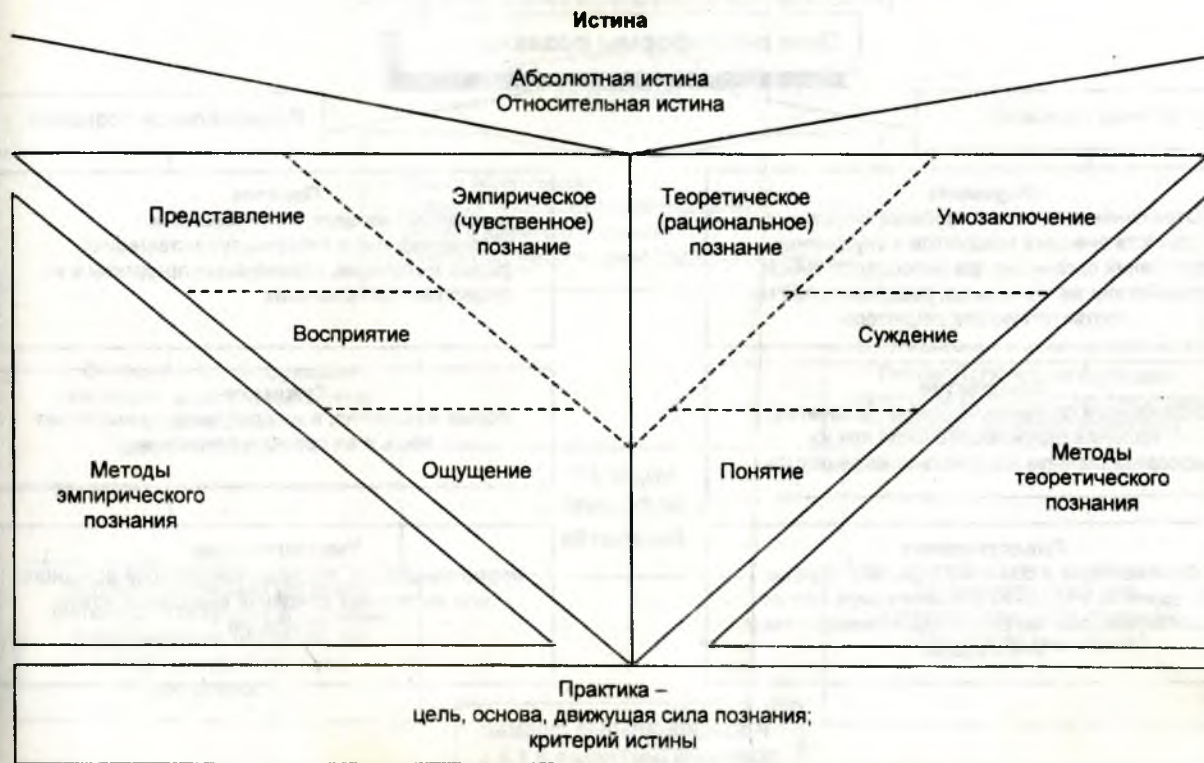 Истина
Абсолютная истина
Относительная истина
Представление
Эмпирическое
(чувственное)
познание
Теоретическое
(рациональное)
познание
Умозаключение
Восприятие
Суждение
Методы
эмпирического
познания
Ощущение
Понятие
Методы
теоретического
познания
Практика –
цель, основа, движущая сила познания;
критерий истины